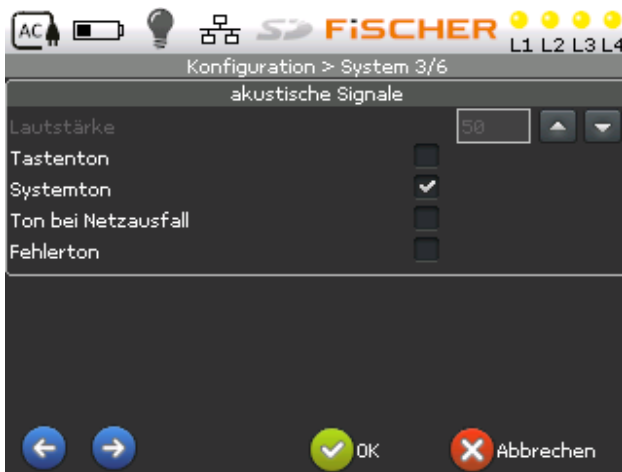 AC SD FiSCHER L1 L2 L3 L4
Konfiguration > System 3/6
akustische Signale
Lautstärke 50
Tastenton
Systemton
Ton bei Netzausfall
Fehlerton
OK Abbrechen